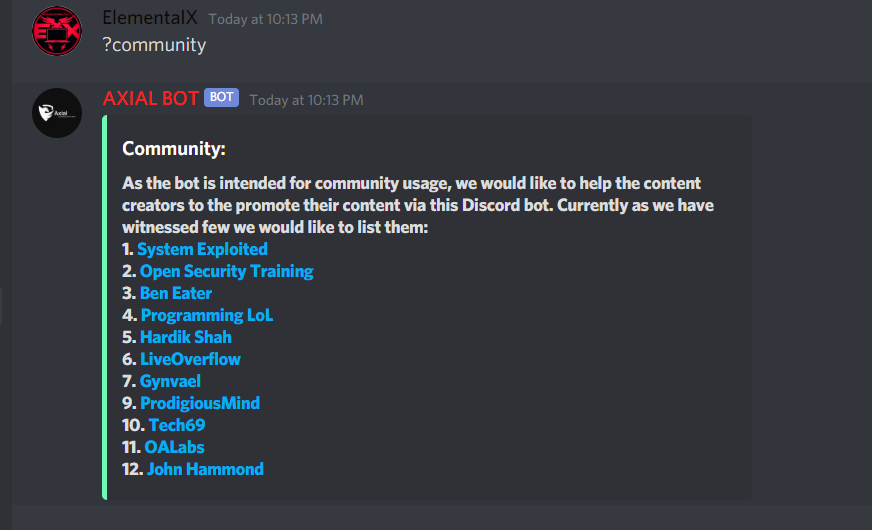 ElementalX Today at 10:13 PM
?community
AXIAL BOT BOT Today at 10:13 PM
Axial
Community:
As the bot is intended for community usage, we would like to help the content
creators to the promote their content via this Discord bot. Currently as we have
witnessed few we would like to list them:
1. System Exploited
2. Open Security Training
3. Ben Eater
4. Programming LoL
5. Hardik Shah
6. LiveOverflow
7. Gynvael
9. ProdigiousMind
10. Tech69
11. OALabs
12. John Hammond